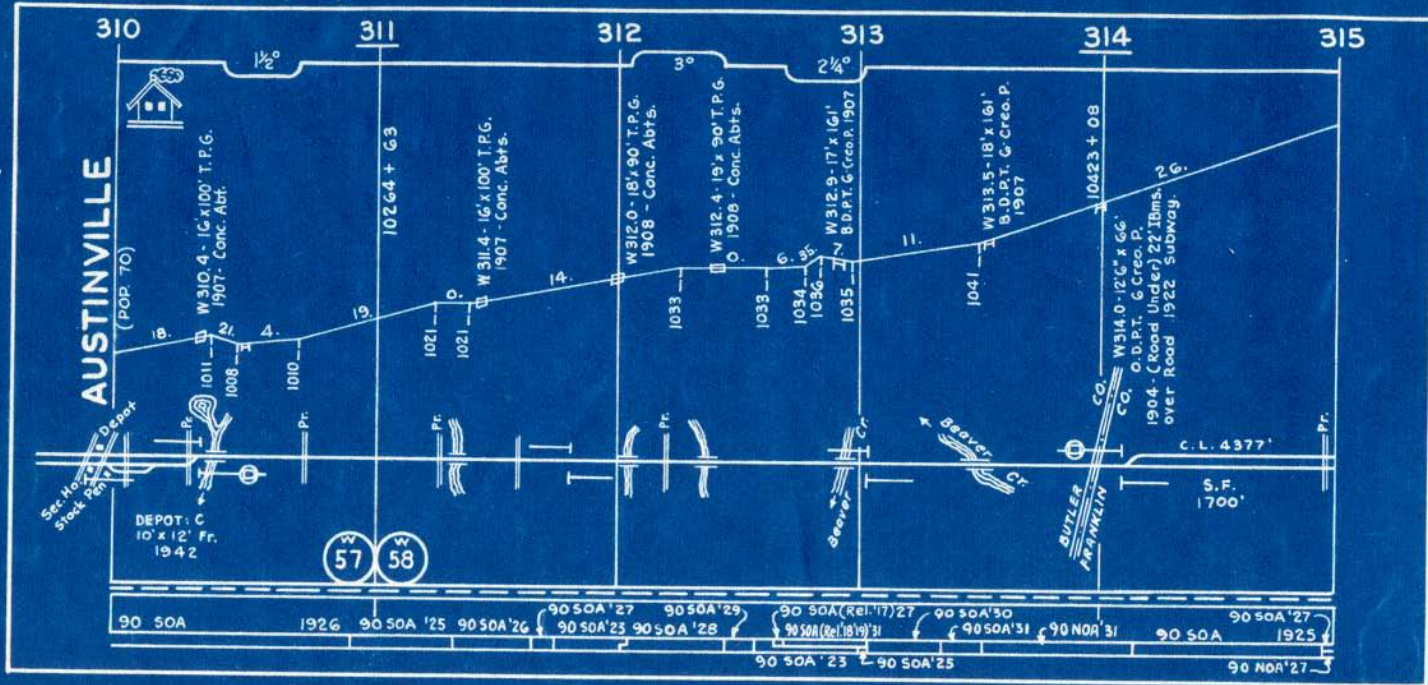 310 311 312 313 314 315
1½° 3° 2¼°
AUSTINVILLE
(POP. 70)
W310.4 - 16'x100' T.P.G.
1907 - Conc. Abt.
10264 + 63
W311.4 - 16'x100' T.P.G.
1907 - Conc. Abts.
W312.0 - 18'x90' T.P.G.
1908 - Conc. Abts.
W312.4 - 19'x 90' T.P.G.
1908 - Conc. Abts.
W312.9 - 17'x 161'
B.D.P.T. 6-Creo.P. 1907
W313.5 - 18'x 161'
B.D.P.T. 6-Creo.P.
1907
10423 + 08
W314.0 - 12'6" x 66'
O.D.P.T. 6 Creo. P.
1904 - (Road Under) 22' IBms.
over Road 1922 Subway.
18. 21. 4. 19. 0. 14. 0. 6. 35. 7. 11. 26.
1011
1008
1010
1021
1021
1033
1033
1034
1036
1035
1041
Sec. Ho.
Depot
Stock Pen
Pr.
Pr.
Pr.
Pr.
Beaver
Cr.
Beaver
Cr.
BUTLER CO.
FRANKLIN CO.
C.L. 4377'
S.F.
1700'
Pr.
DEPOT: C
10' x 12' Fr.
1942
W
57
W
58
90 SOA'27 90 SOA'29 90 SOA(Rel.'17)27 90 SOA'30 90 SOA'27
90 SOA 1926 90 SOA '25 90 SOA'26 90 SOA'23 90 SOA'28 90 SOA(Rel.'18'19)'31 90 SOA'31 90 NOA'31 90 SOA 1925
90 SOA '23 90 SOA'25 90 NOA'27